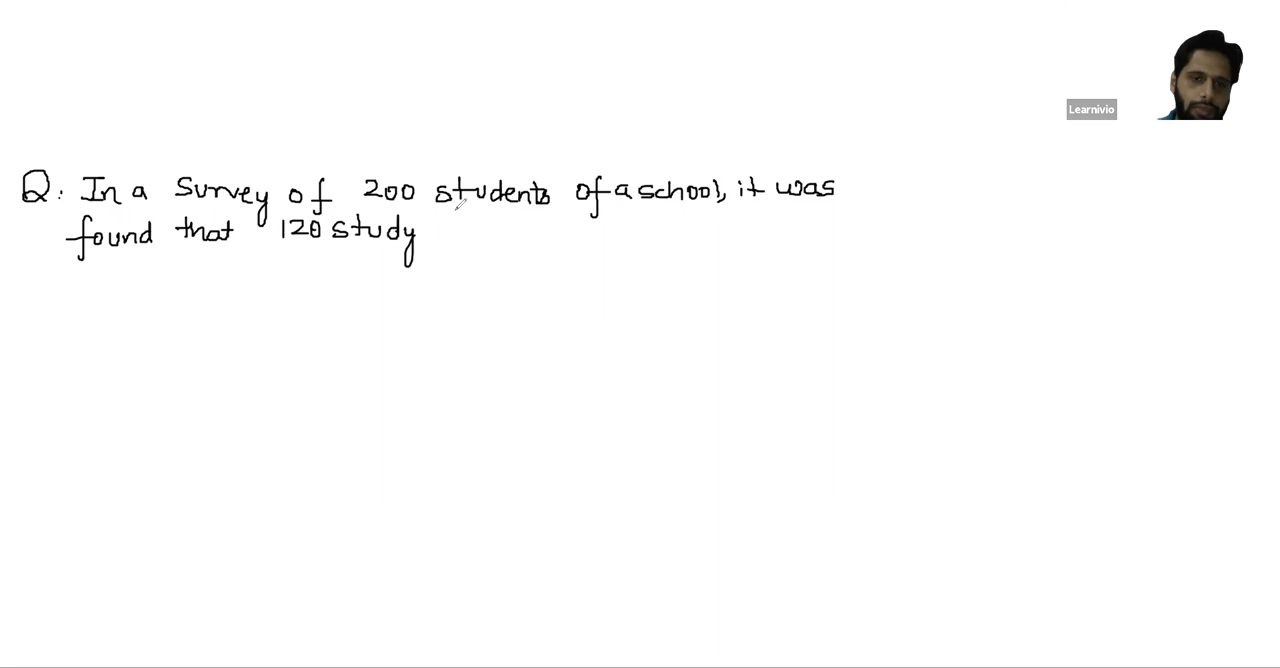 Learnivio
Q: In a survey of 200 students of a school, it was
found that 120 study